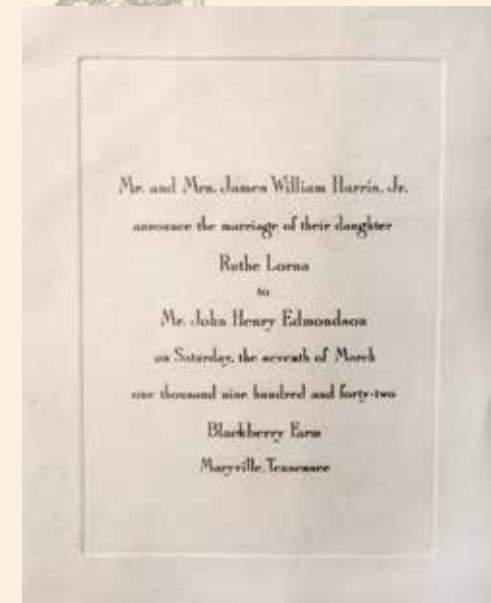 Mr. and Mrs. James William Harris, Jr.
announce the marriage of their daughter
Ruthe Lorna
to
Mr. John Henry Edmondson
on Saturday, the seventh of March
one thousand nine hundred and forty-two
Blackberry Farm
Maryville, Tennessee